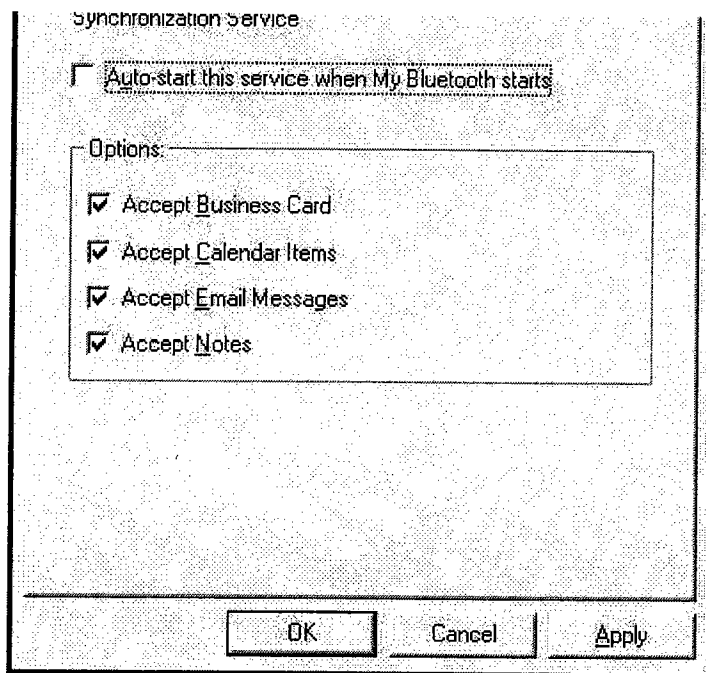 Synchronization Service
Auto-start this service when My Bluetooth starts
Options:
Accept Business Card
Accept Calendar Items
Accept Email Messages
Accept Notes
OK Cancel Apply